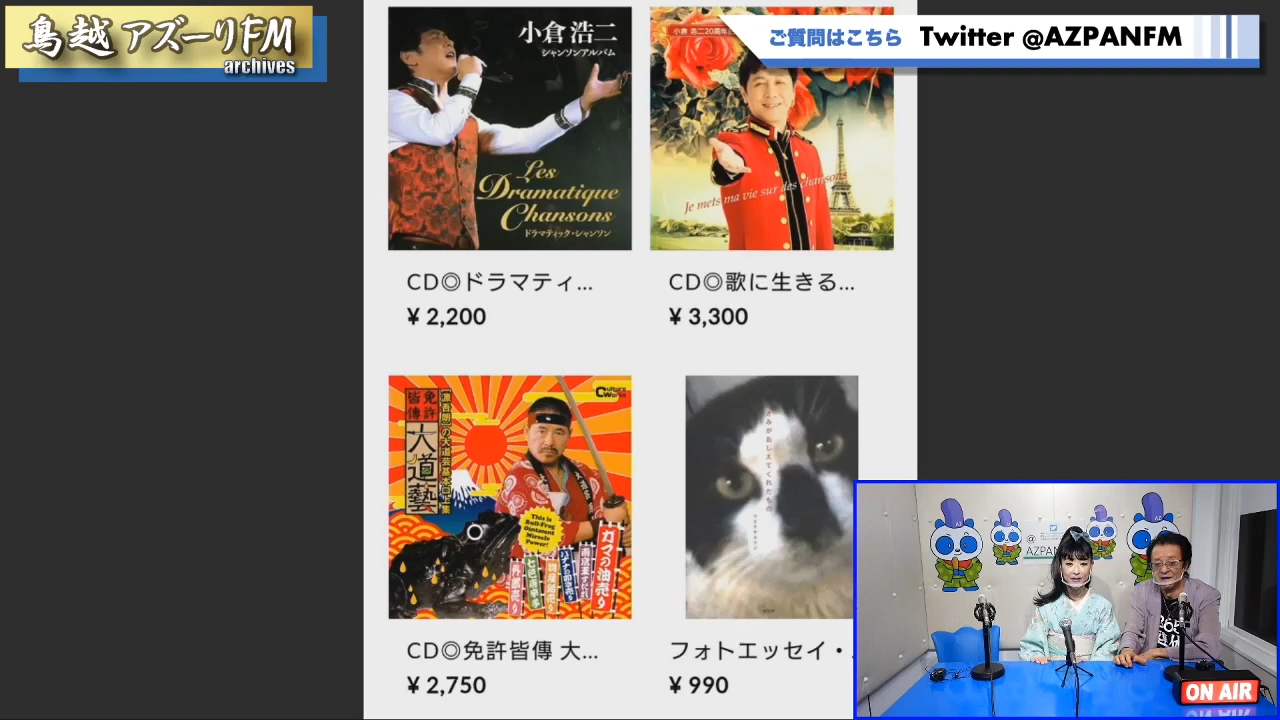 鳥越アズーリFM
archives
ご質問はこちら Twitter @AZPANFM
小倉 浩二
シャンソンアルバム
Les
Dramatique
Chansons
ドラマティック・シャンソン
Je mets ma vie sur des chansons
CD◎ドラマティ...
¥ 2,200
CD◎歌に生きる...
¥ 3,300
Culture
Works
免許
皆傳
大道藝
This is
Bull-Frog
Ointment
Miracle
Power!
ガマの油売り
CD◎免許皆傳 大...
¥ 2,750
フォトエッセイ・
¥ 990
@
AZPAN
ON AIR